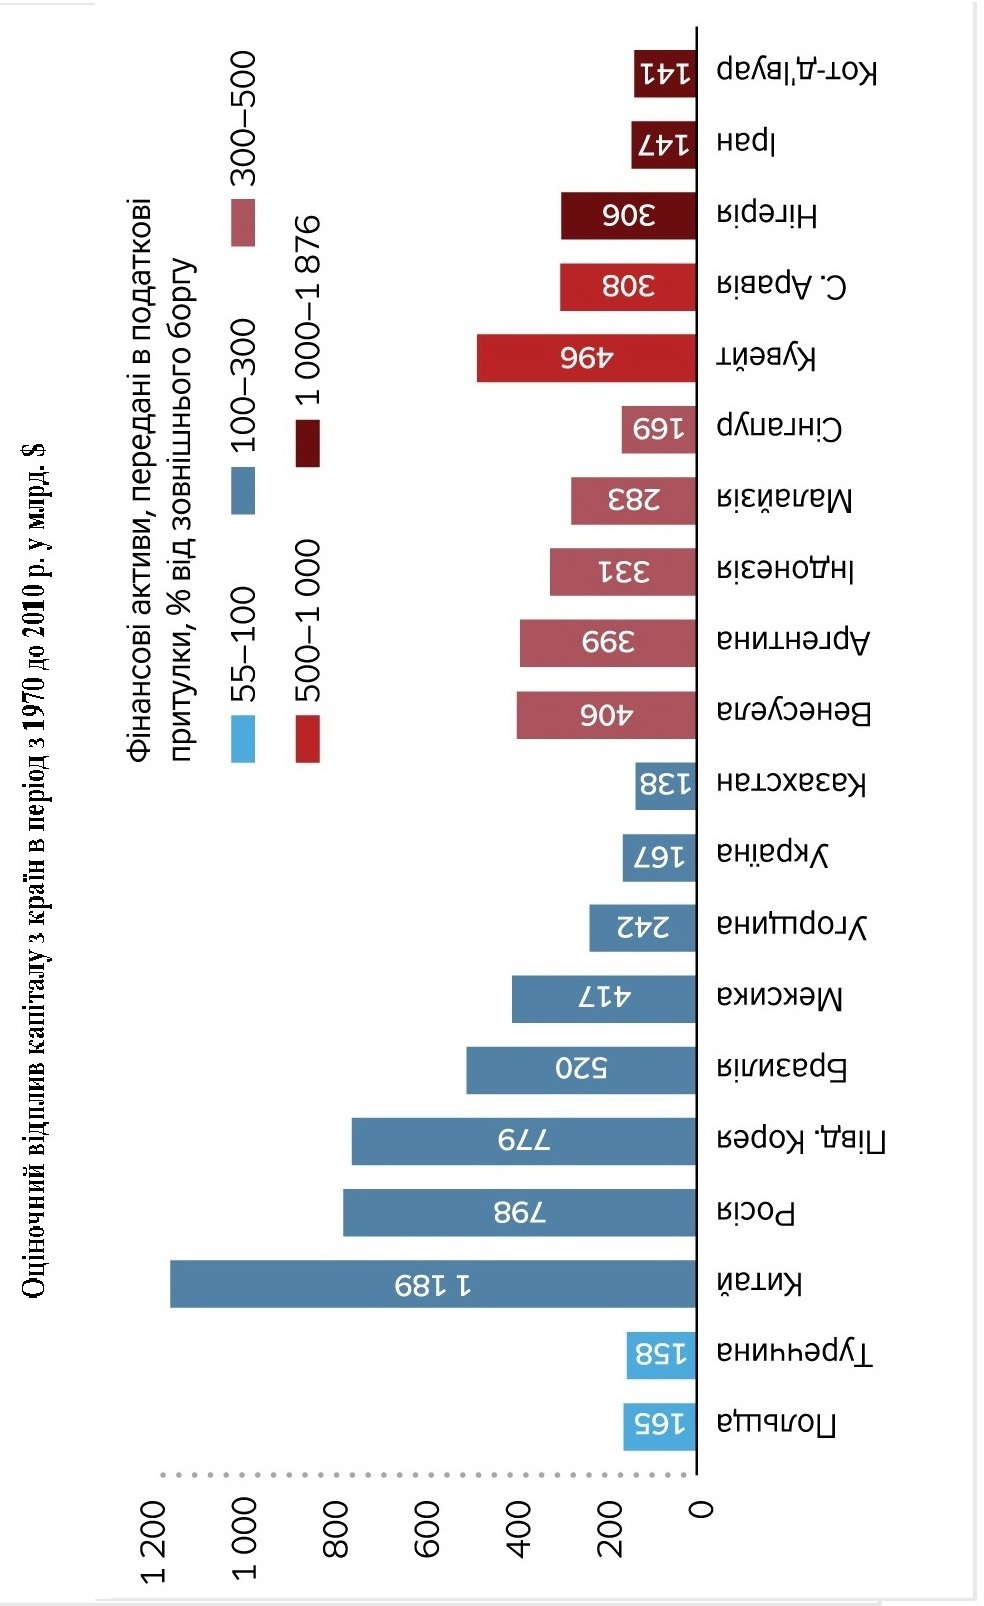 Оціночний відплив капіталу з країн в період з 1970 до 2010 р. у млрд. $
Фінансові активи, передані в податкові
притулки, % від зовнішнього боргу
55–100
100–300
300–500
500–1 000
1 000–1 876
1 200
1 000
800
600
400
200
0
165
158
1 189
798
779
520
417
242
167
138
406
399
331
283
169
496
308
306
147
141
Польща
Туреччина
Китай
Росія
Півд. Корея
Бразилія
Мексика
Угорщина
Україна
Казахстан
Венесуела
Аргентина
Індонезія
Малайзія
Сінгапур
Кувейт
С. Аравія
Нігерія
Іран
Кот-д'Івуар